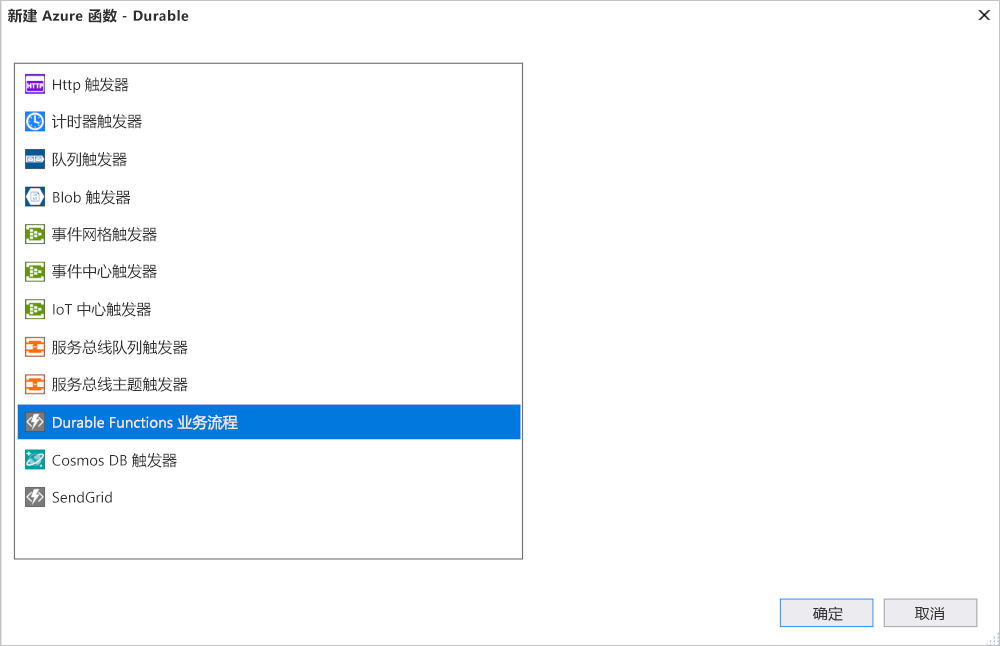 新建 Azure 函数 - Durable
HTTP Http 触发器
计时器触发器
队列触发器
Blob 触发器
事件网格触发器
事件中心触发器
IoT 中心触发器
服务总线队列触发器
服务总线主题触发器
Durable Functions 业务流程
Cosmos DB 触发器
SendGrid
确定 取消